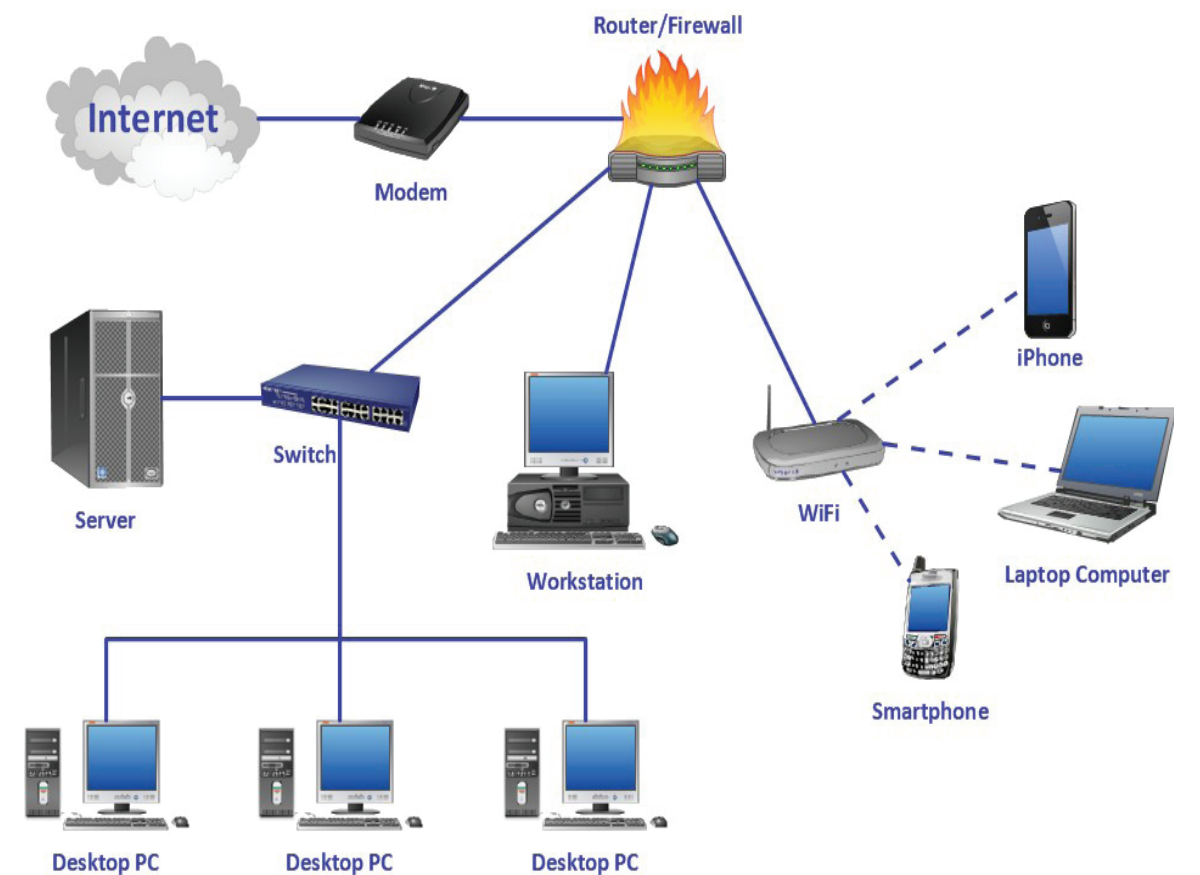 Router/Firewall
Internet
Modem
iPhone
Switch
Server
WiFi
Workstation
Laptop Computer
Smartphone
Desktop PC
Desktop PC
Desktop PC